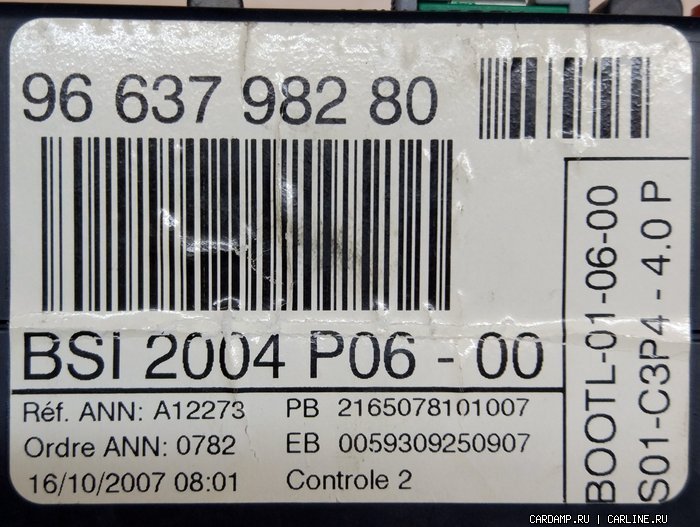 96 637 982 80
BSI 2004 P06 - 00
Réf. ANN: A12273
Ordre ANN: 0782
16/10/2007 08:01
PB 2165078101007
EB 0059309250907
Controle 2
BOOTL-01-06-00
S01-C3P4 - 4.0 P
CARDAMP.RU | CARLINE.RU